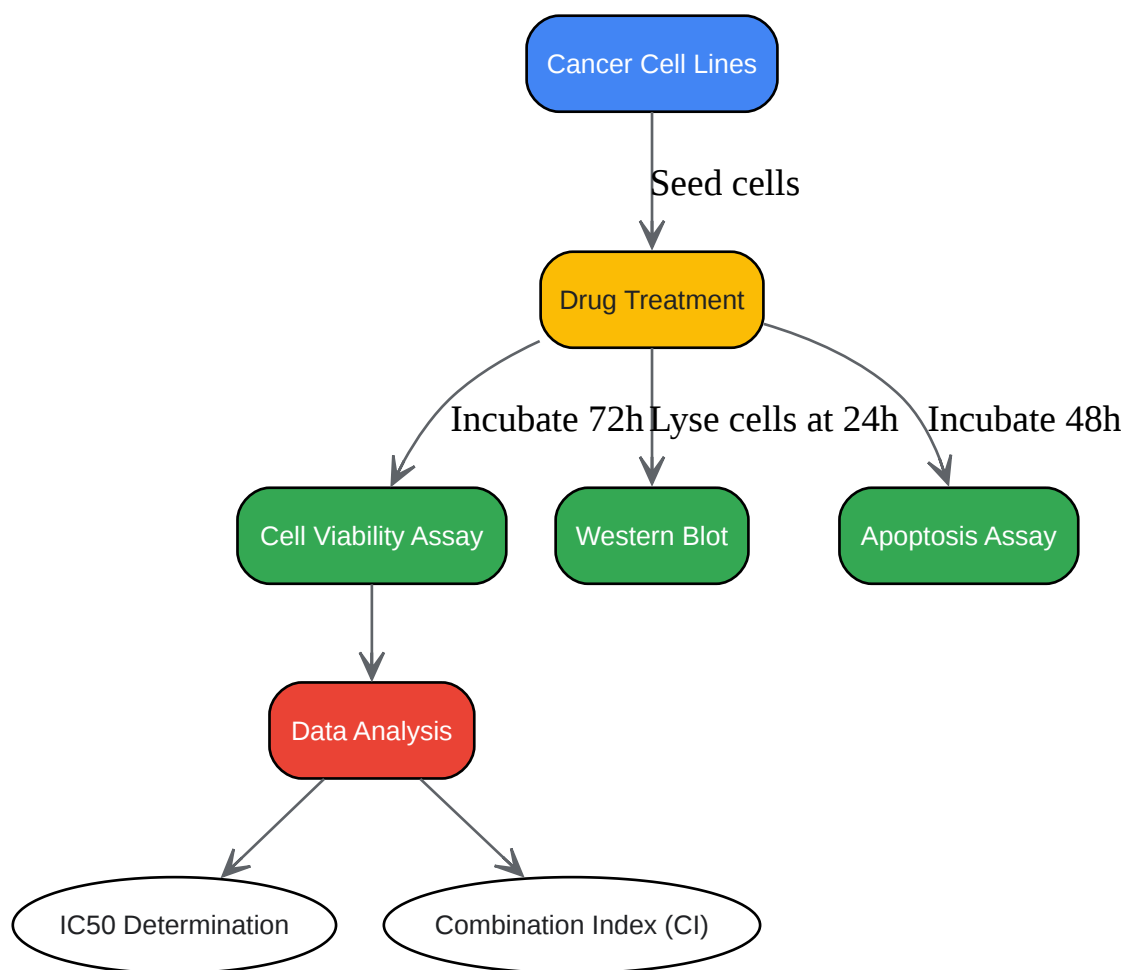 Cancer Cell Lines
Seed cells
Drug Treatment
Incubate 72h
Lyse cells at 24h
Incubate 48h
Cell Viability Assay
Western Blot
Apoptosis Assay
Data Analysis
IC50 Determination
Combination Index (CI)